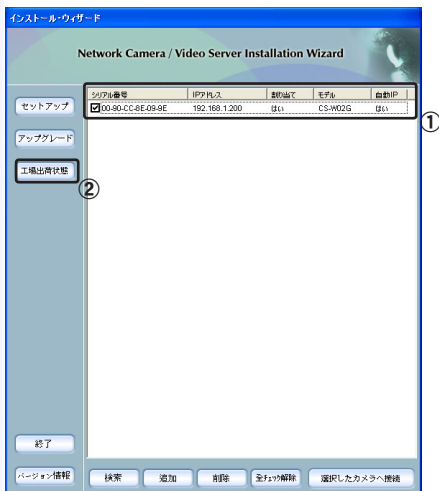 インストール・ウィザード
Network Camera / Video Server Installation Wizard
シリアル番号 IPアドレス 割り当て モデル 自動IP
00-90-CC-8E-09-9E 192.168.1.200 はい CS-W02G はい
①
セットアップ
アップグレード
工場出荷状態
②
終了
バージョン情報
検索 追加 削除 全チェック解除 選択したカメラへ接続